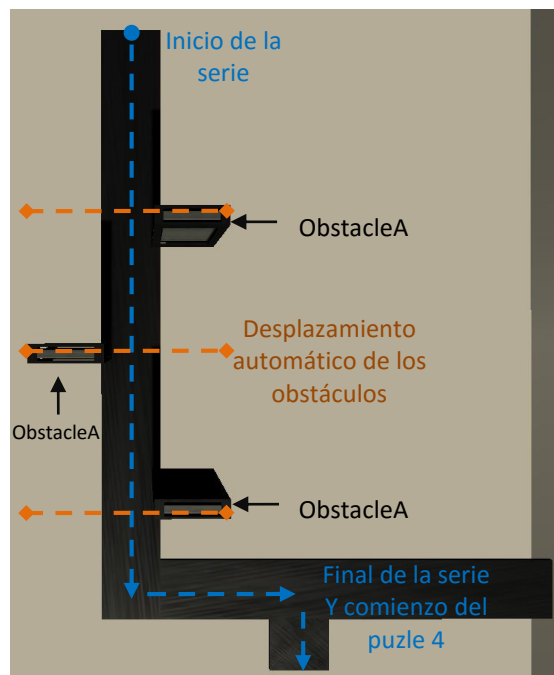 Inicio de la
serie
ObstacleA
Desplazamiento
automático de los
obstáculos
ObstacleA
ObstacleA
Final de la serie
Y comienzo del
puzle 4